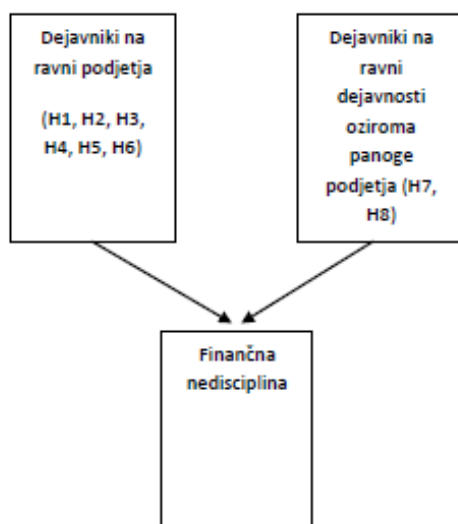 Dejavniki na
ravni podjetja
(H1, H2, H3,
H4, H5, H6)
Dejavniki na
ravni
dejavnosti
oziroma
panoge
podjetja (H7,
H8)
Finančna
nedisciplina